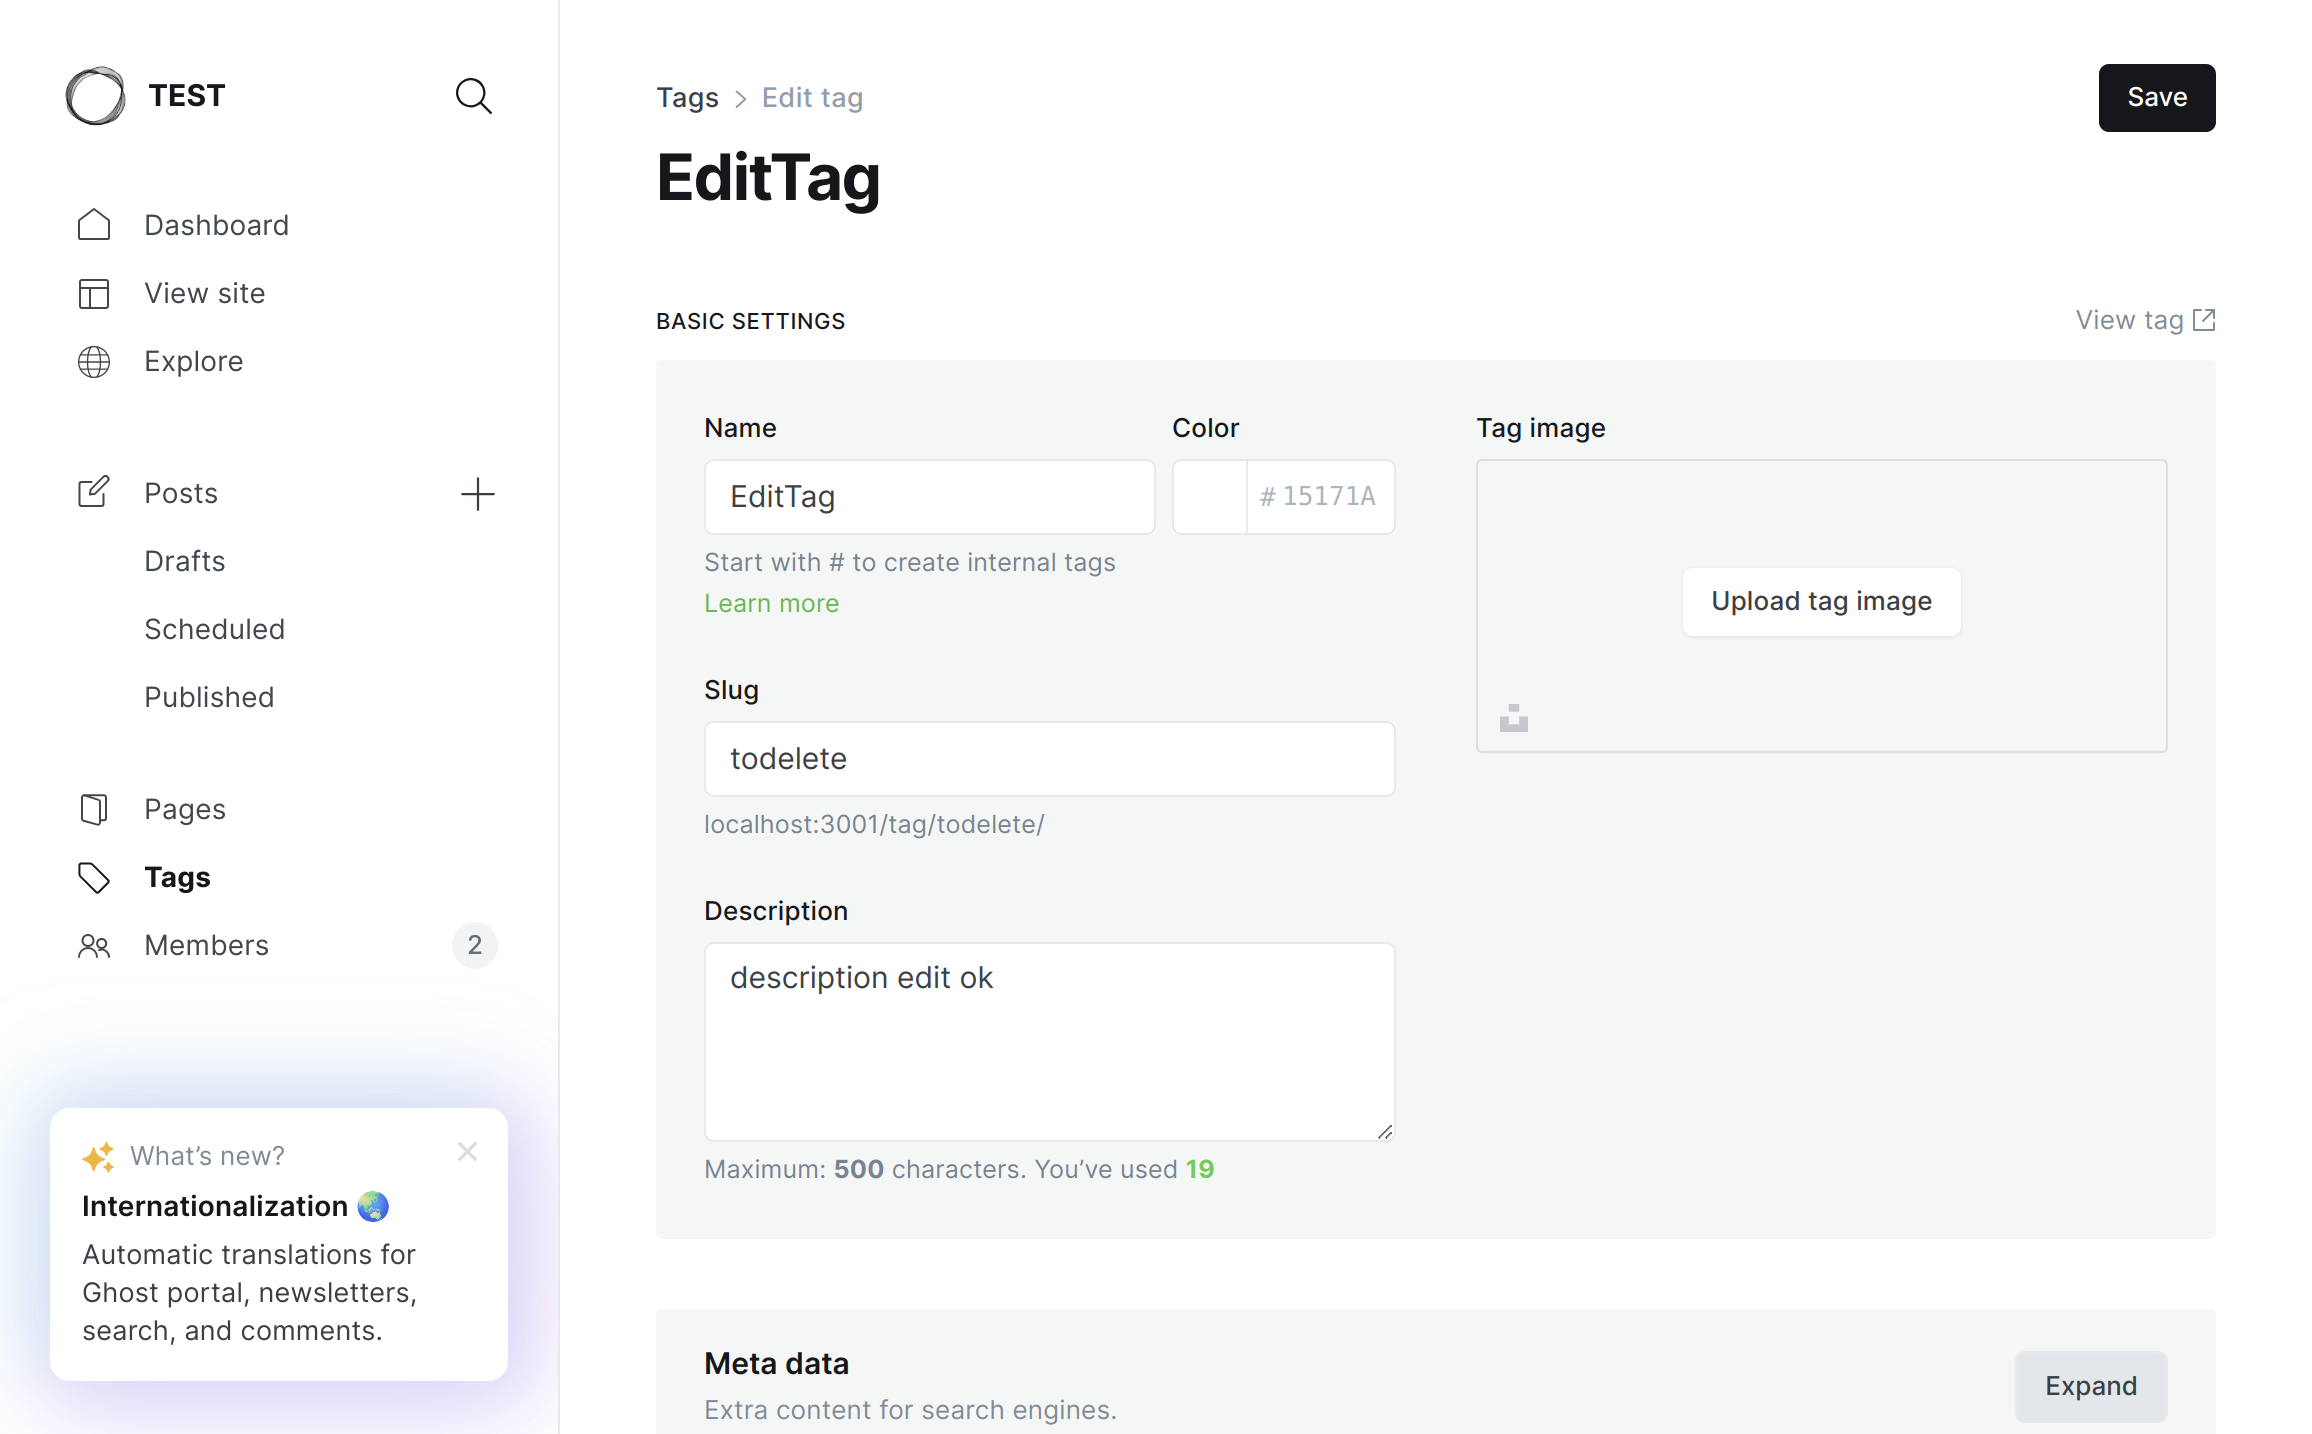 TEST
Dashboard
View site
Explore
Posts
Drafts
Scheduled
Published
Pages
Tags
Members
2
What’s new?
Internationalization 🌏
Automatic translations for
Ghost portal, newsletters,
search, and comments.
Tags > Edit tag
Save
EditTag
BASIC SETTINGS
View tag
Name
EditTag
Start with # to create internal tags
Learn more
Color
# 15171A
Slug
todelete
localhost:3001/tag/todelete/
Description
description edit ok
Maximum: 500 characters. You’ve used 19
Tag image
Upload tag image
Meta data
Extra content for search engines.
Expand